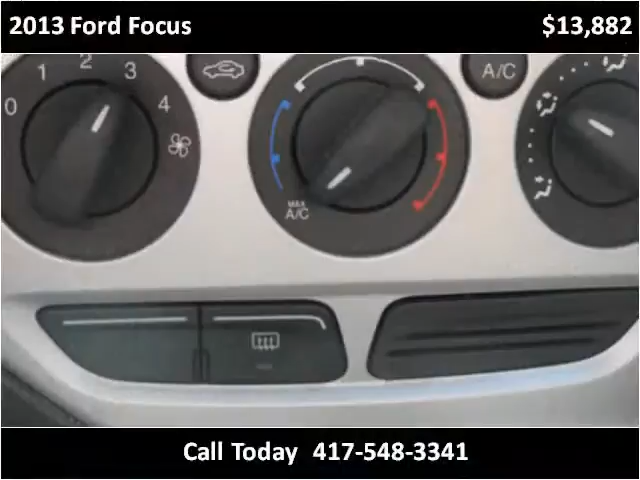 2013 Ford Focus $13,882
0 1 2 3 4
MAX
A/C
A/C
Call Today 417-548-3341